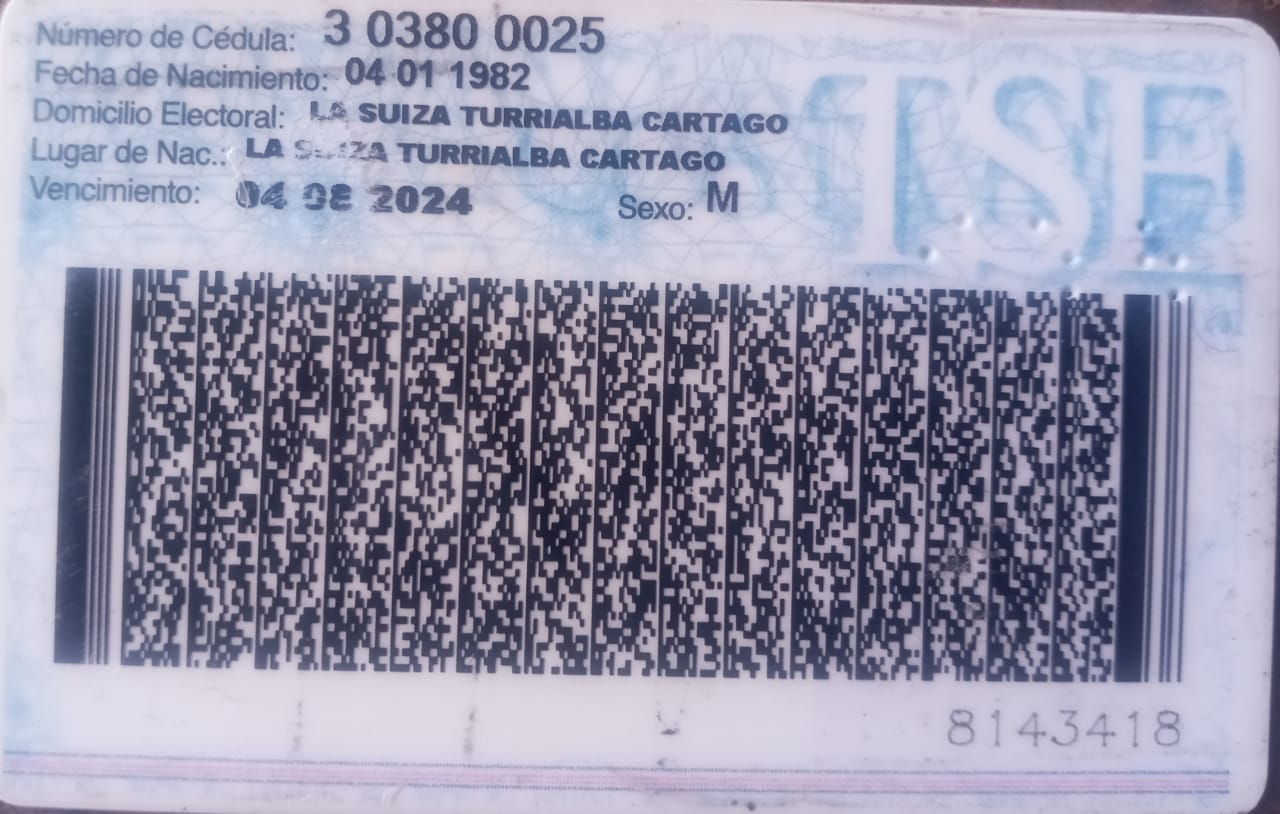 Número de Cédula: 3 0380 0025
Fecha de Nacimiento: 04 01 1982
Domicilio Electoral: LA SUIZA TURRIALBA CARTAGO
Lugar de Nac.: LA SUIZA TURRIALBA CARTAGO
Vencimiento: 04 08 2024 Sexo: M
TSE
8143418